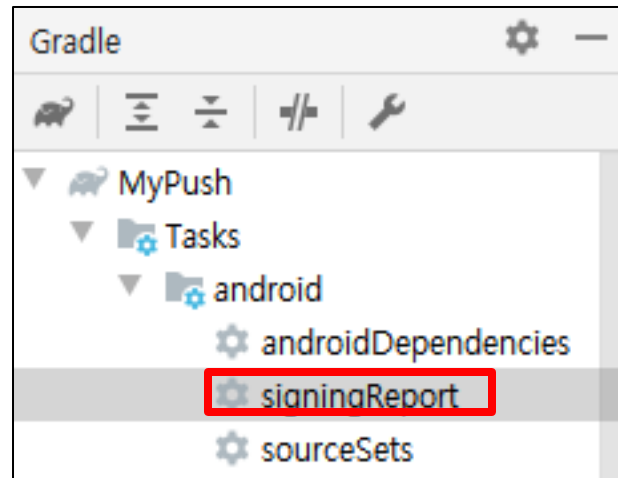 Gradle
MyPush
Tasks
android
androidDependencies
signingReport
sourceSets